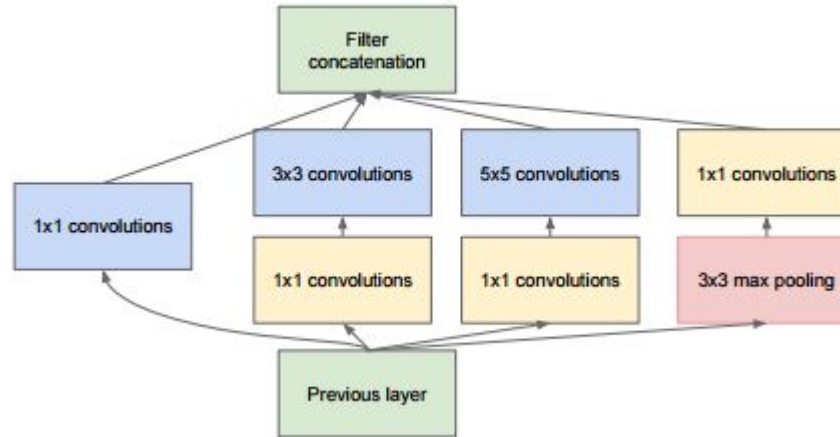 Filter
concatenation
3x3 convolutions
5x5 convolutions
1x1 convolutions
1x1 convolutions
1x1 convolutions
1x1 convolutions
3x3 max pooling
Previous layer